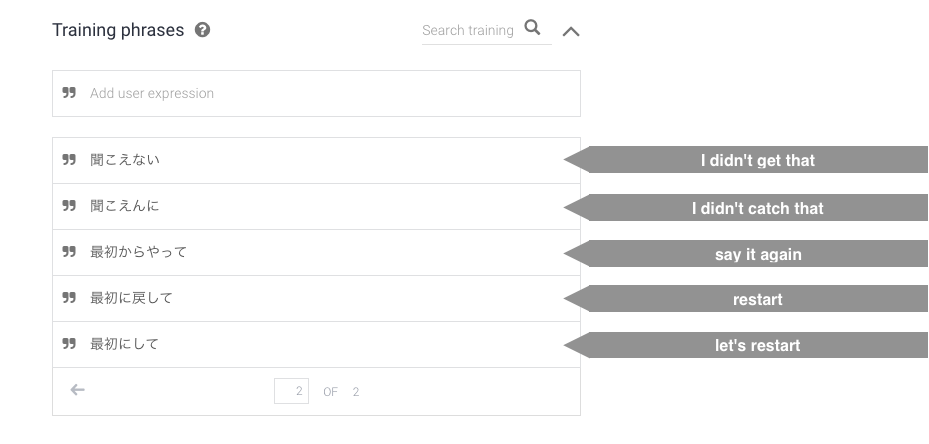 Training phrases
Search training
Add user expression
聞こえない I didn't get that
聞こえんに I didn't catch that
最初からやって say it again
最初に戻して restart
最初にして let's restart
2 OF 2